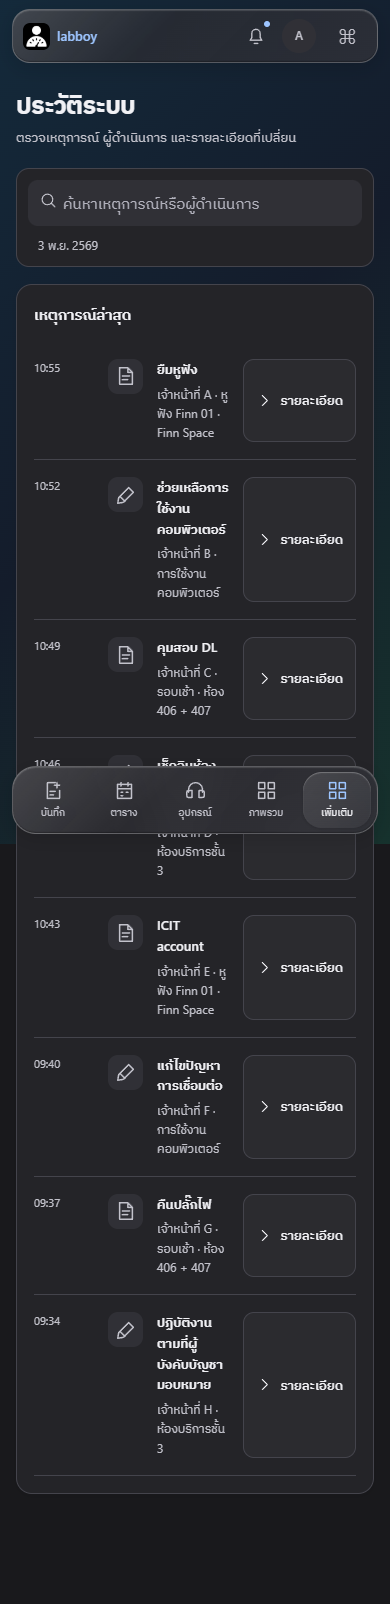 labboy
A
ประวัติระบบ
ตรวจเหตุการณ์ ผู้ดำเนินการ และรายละเอียดที่เปลี่ยน
ค้นหาเหตุการณ์หรือผู้ดำเนินการ
3 พ.ย. 2569
เหตุการณ์ล่าสุด
10:55
ยืมหูฟัง
เจ้าหน้าที่ A · หู
ฟัง Finn 01 ·
Finn Space
รายละเอียด
10:52
ช่วยเหลือการ
ใช้งาน
คอมพิวเตอร์
เจ้าหน้าที่ B ·
การใช้งาน
คอมพิวเตอร์
รายละเอียด
10:49
คุมสอบ DL
เจ้าหน้าที่ C ·
รอบเช้า · ห้อง
406 + 407
รายละเอียด
10:46
บันทึก
ตาราง
อุปกรณ์
ภาพรวม
เพิ่มเติม
เจ้าหน้าที่ D ·
ห้องบริการชั้น
3
10:43
ICIT
account
เจ้าหน้าที่ E · หู
ฟัง Finn 01 ·
Finn Space
รายละเอียด
09:40
แก้ไขปัญหา
การเชื่อมต่อ
เจ้าหน้าที่ F ·
การใช้งาน
คอมพิวเตอร์
รายละเอียด
09:37
คืนปลั๊กไฟ
เจ้าหน้าที่ G ·
รอบเช้า · ห้อง
406 + 407
รายละเอียด
09:34
ปฏิบัติงาน
ตามที่ผู้
บังคับบัญชา
มอบหมาย
เจ้าหน้าที่ H ·
ห้องบริการชั้น
3
รายละเอียด